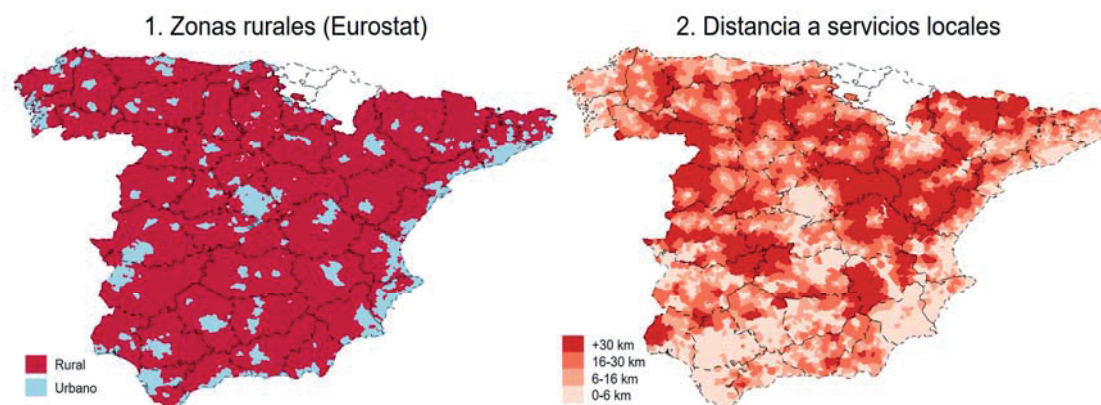 1. Zonas rurales (Eurostat)
2. Distancia a servicios locales
Rural
Urbano
+30 km
16-30 km
6-16 km
0-6 km